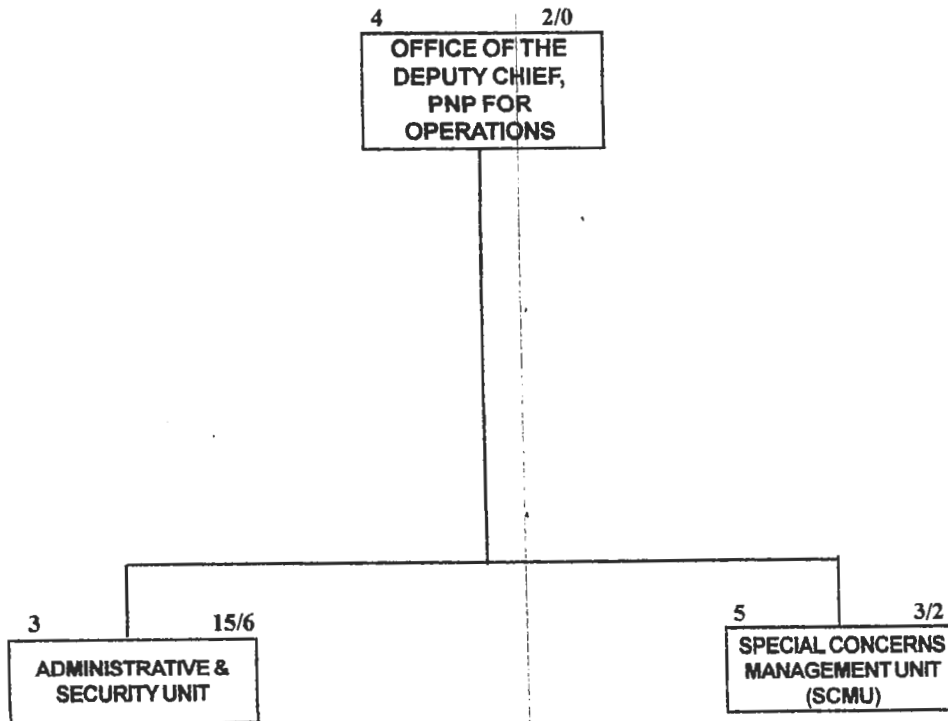 4 2/0
OFFICE OF THE
DEPUTY CHIEF,
PNP FOR
OPERATIONS
3 15/6
ADMINISTRATIVE &
SECURITY UNIT
5 3/2
SPECIAL CONCERNS
MANAGEMENT UNIT
(SCMU)